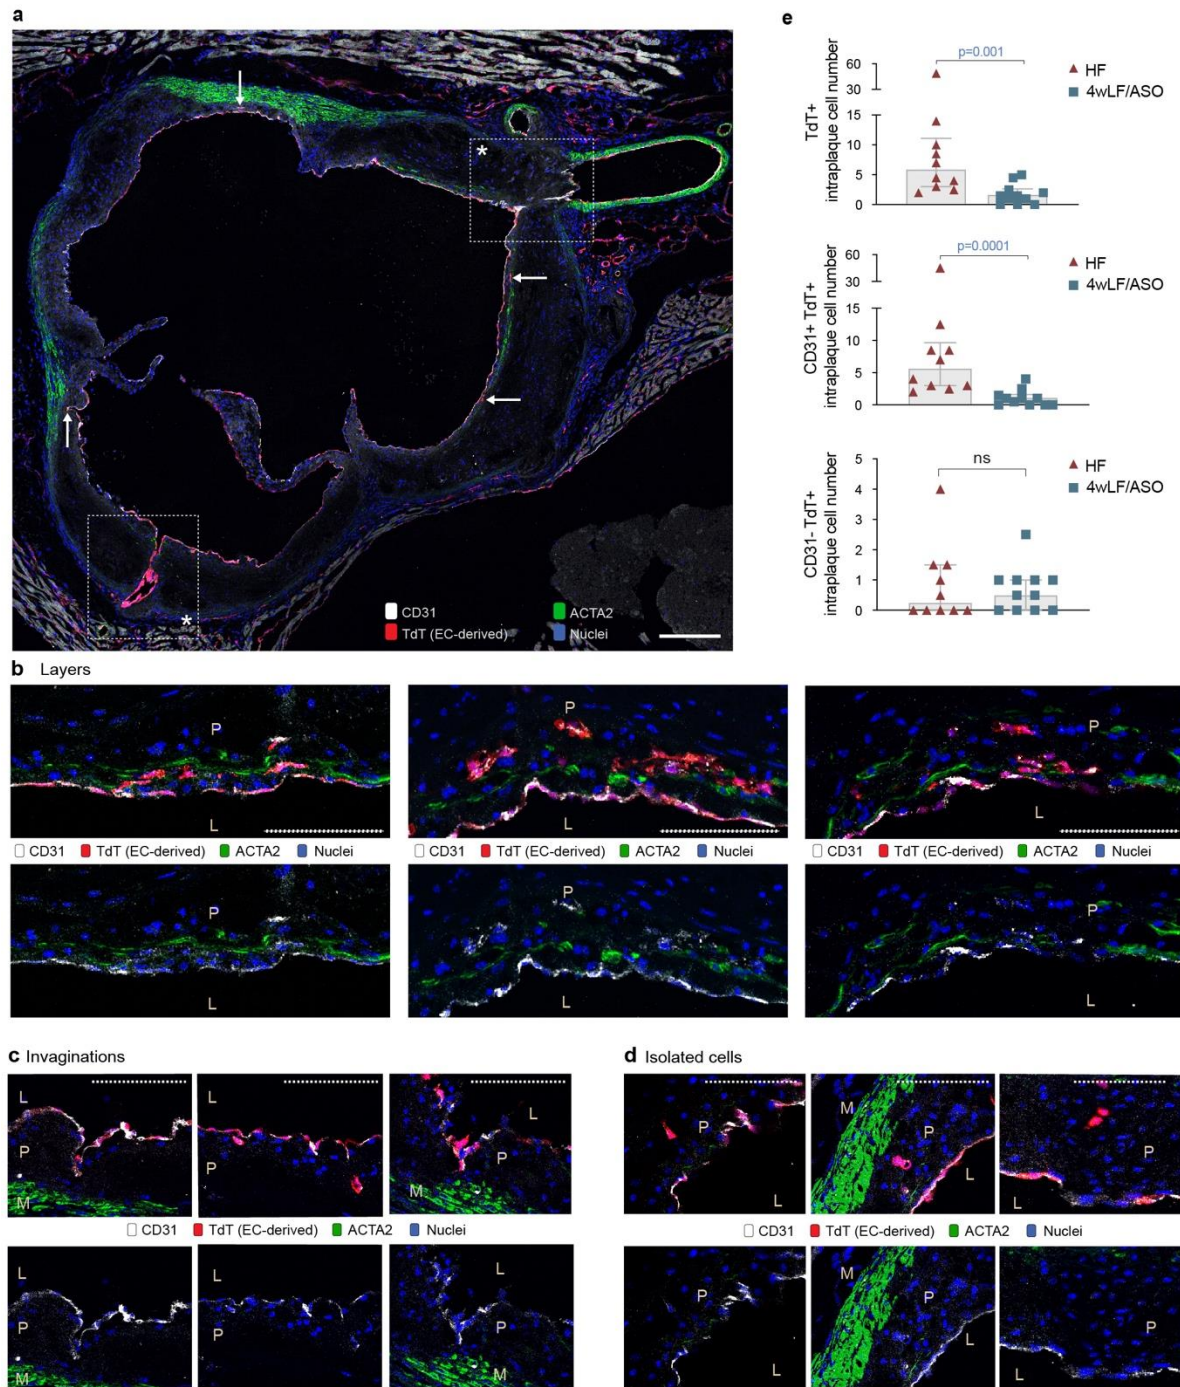 a
*
*
CD31
ACTA2
TdT (EC-derived)
Nuclei
e
p=0.001
HF
4wLF/ASO
60
30
15
10
5
0
TdT+
intraplaque cell number
p=0.0001
HF
4wLF/ASO
60
30
15
10
5
0
CD31+ TdT+
intraplaque cell number
ns
HF
4wLF/ASO
5
4
3
2
1
0
CD31- TdT+
intraplaque cell number
b Layers
P
L
P
L
P
L
CD31 TdT (EC-derived) ACTA2 Nuclei
CD31 TdT (EC-derived) ACTA2 Nuclei
CD31 TdT (EC-derived) ACTA2 Nuclei
P
L
P
L
P
L
c Invaginations
L
P
M
L
P
L
P
M
CD31 TdT (EC-derived) ACTA2 Nuclei
L
P
M
L
P
L
P
M
d Isolated cells
P
L
M
P
L
P
L
CD31 TdT (EC-derived) ACTA2 Nuclei
P
L
M
P
L
P
L